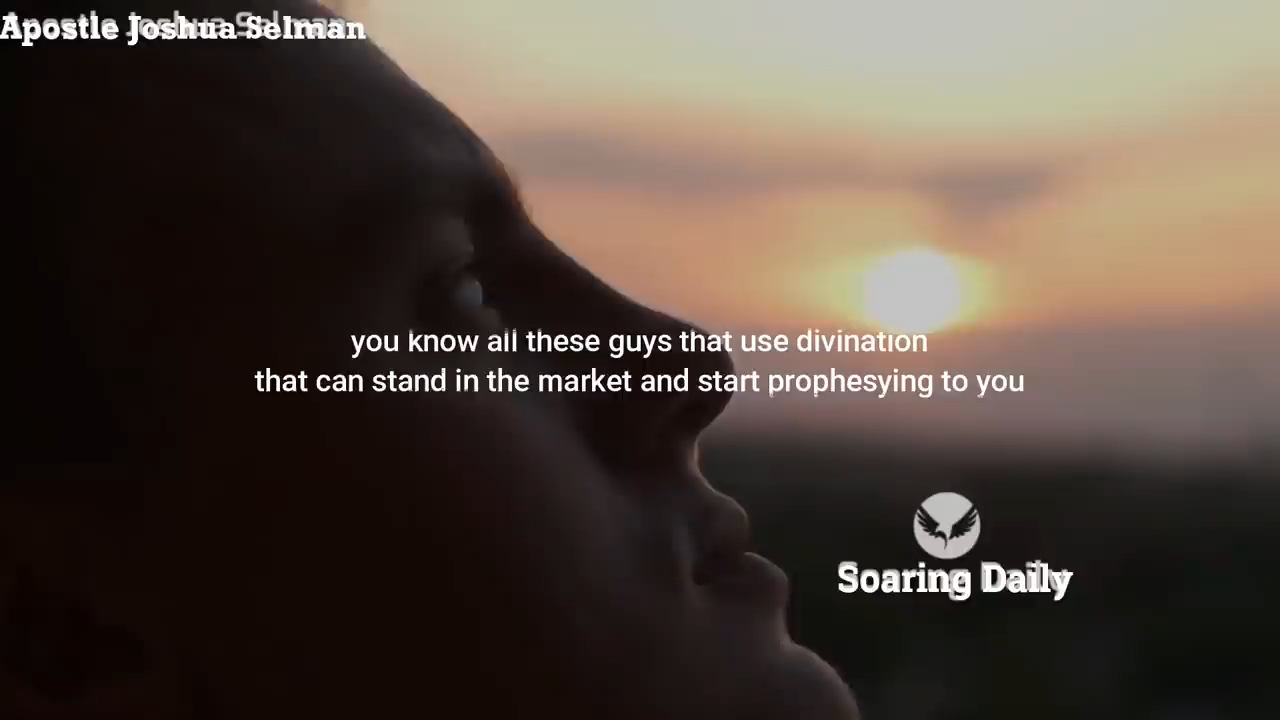 Apostle Joshua Selman
you know all these guys that use divination
that can stand in the market and start prophesying to you
Soaring Daily